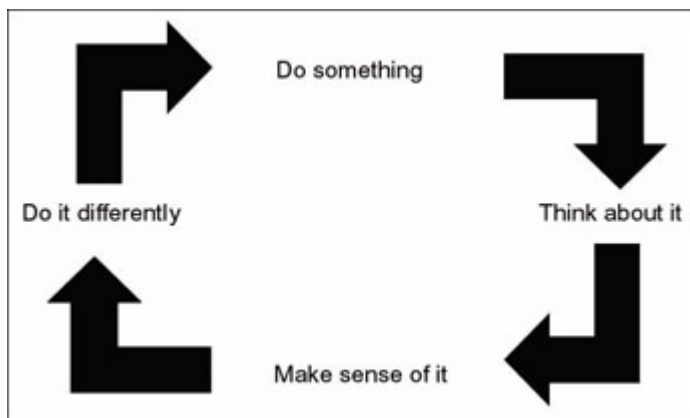 Do something
Think about it
Make sense of it
Do it differently